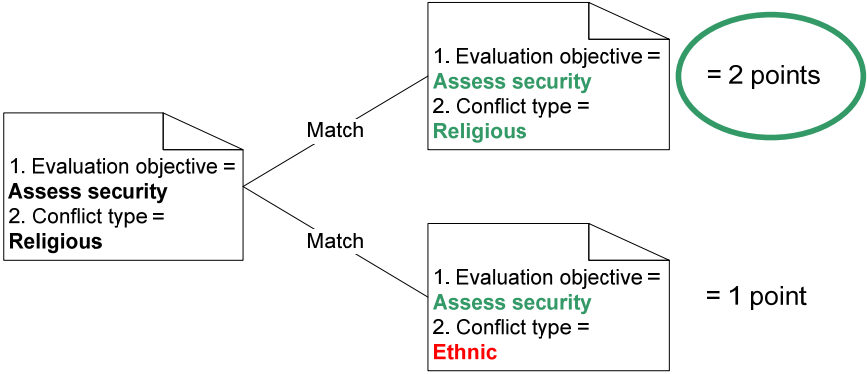 1. Evaluation objective =
Assess security
2. Conflict type =
Religious
Match
1. Evaluation objective =
Assess security
2. Conflict type =
Religious
= 2 points
Match
1. Evaluation objective =
Assess security
2. Conflict type =
Ethnic
= 1 point